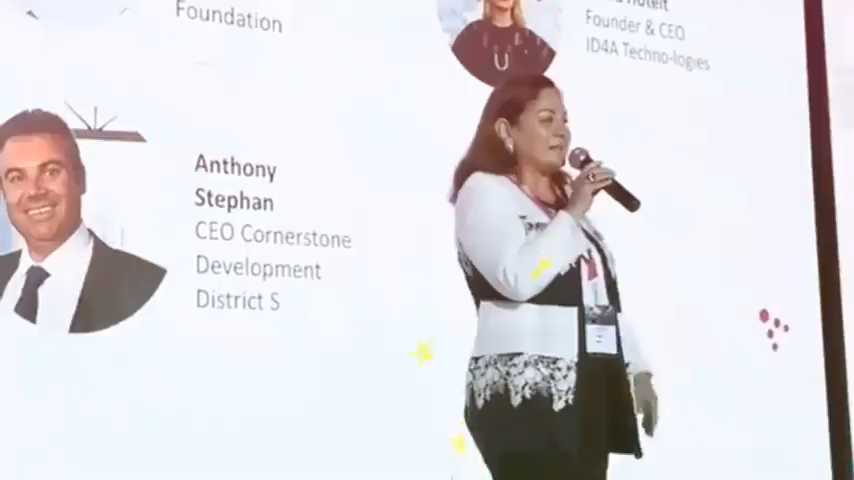 Foundation
Founder & CEO
ID4A Techno-logies
Anthony
Stephan
CEO Cornerstone
Development
District S